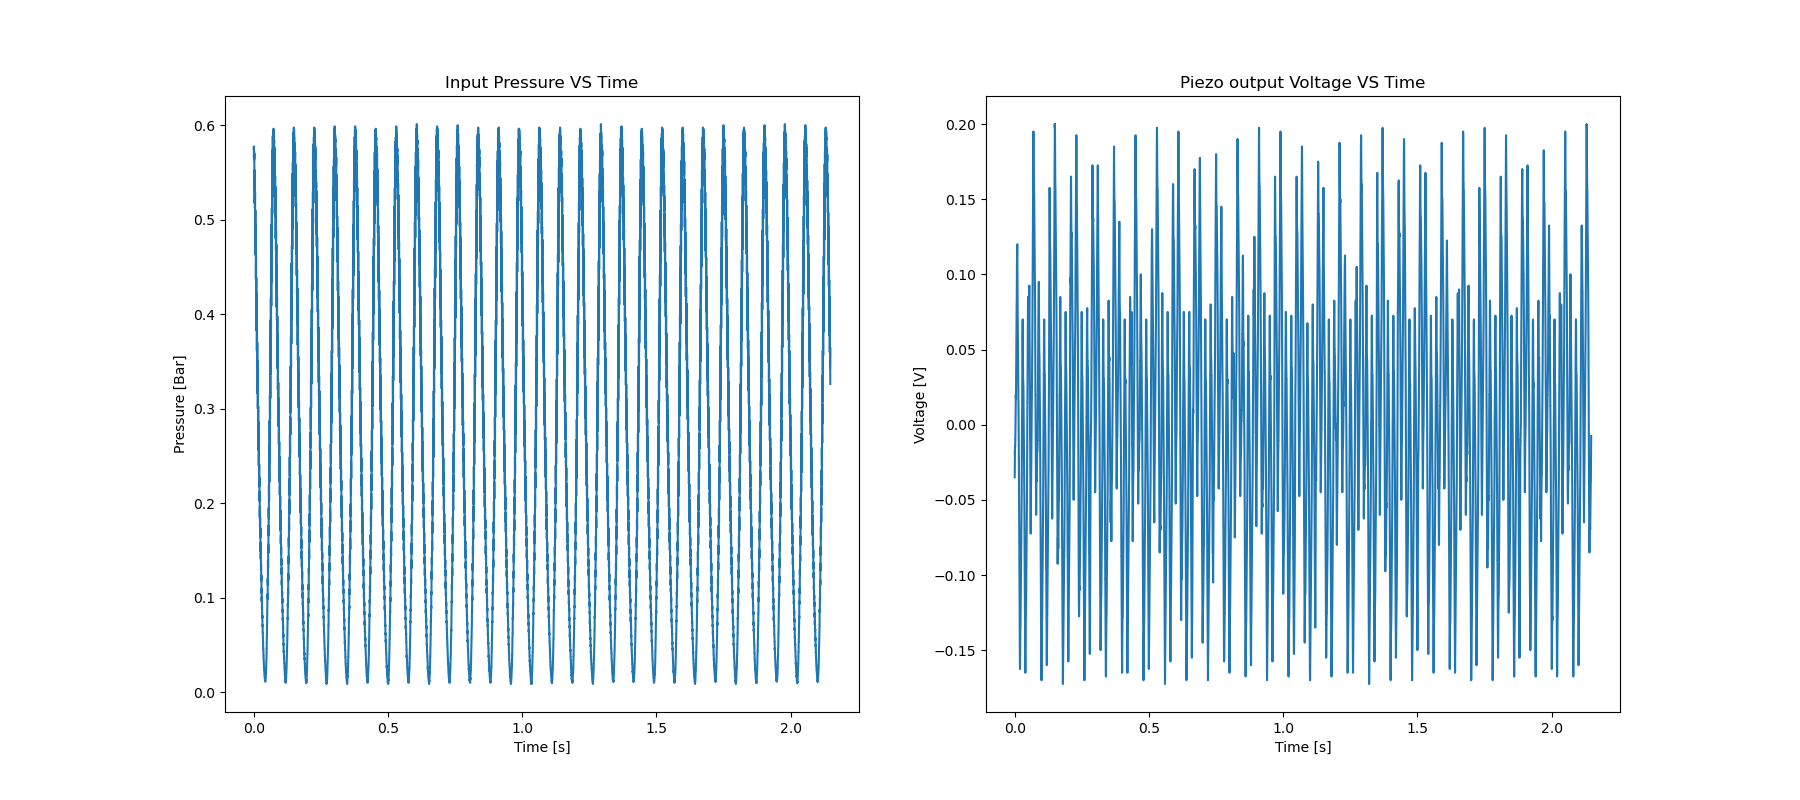 Input Pressure VS Time
Pressure [Bar]
0.6
0.5
0.4
0.3
0.2
0.1
0.0
0.0 0.5 1.0 1.5 2.0
Time [s]
Piezo output Voltage VS Time
Voltage [V]
0.20
0.15
0.10
0.05
0.00
−0.05
−0.10
−0.15
0.0 0.5 1.0 1.5 2.0
Time [s]